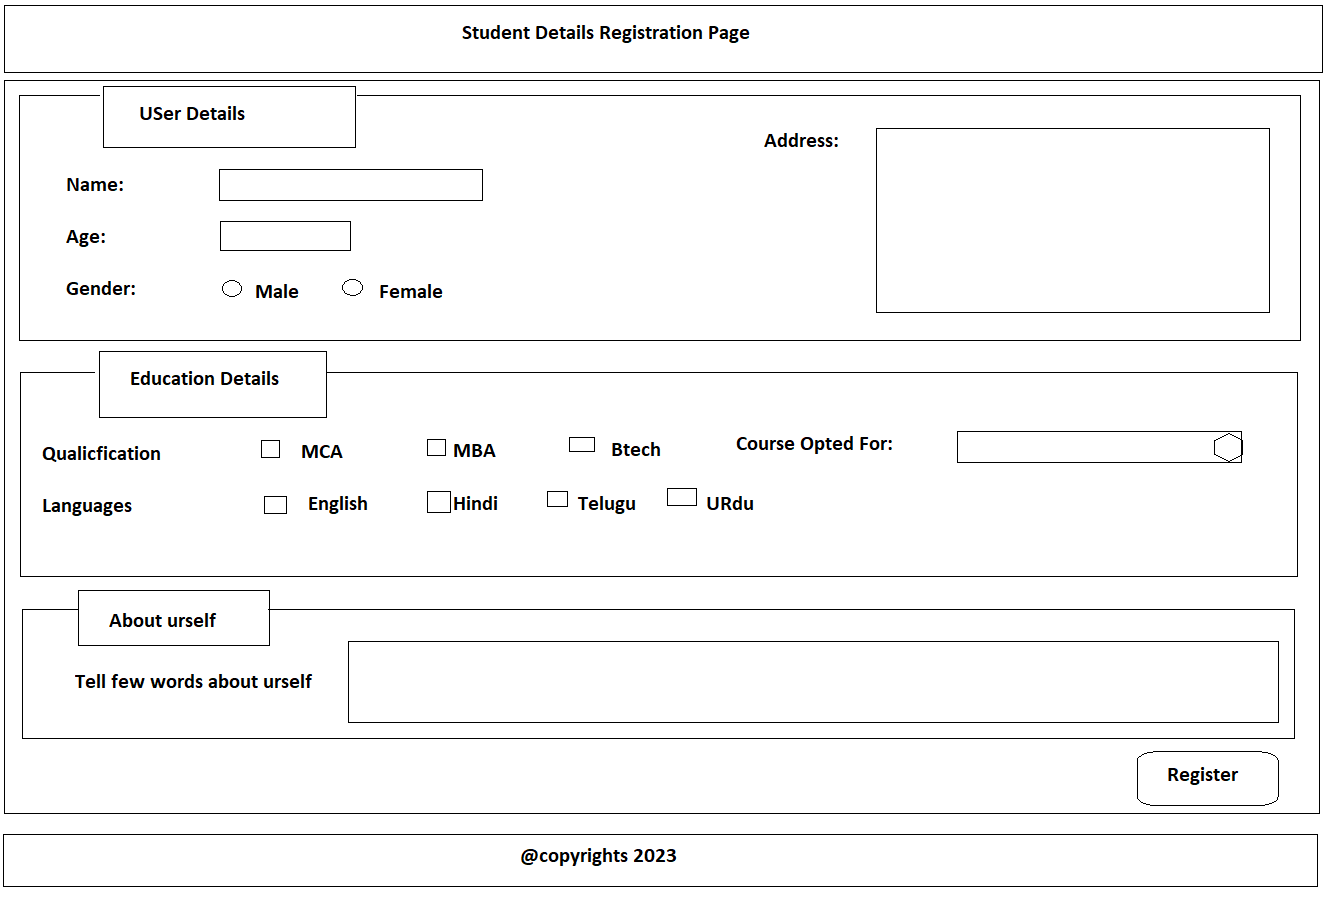 Student Details Registration Page
USer Details
Address:
Name:
Age:
Gender:
Male
Female
Education Details
Qualicfication
MCA
MBA
Btech
Course Opted For:
Languages
English
Hindi
Telugu
URdu
About urself
Tell few words about urself
Register
@copyrights 2023